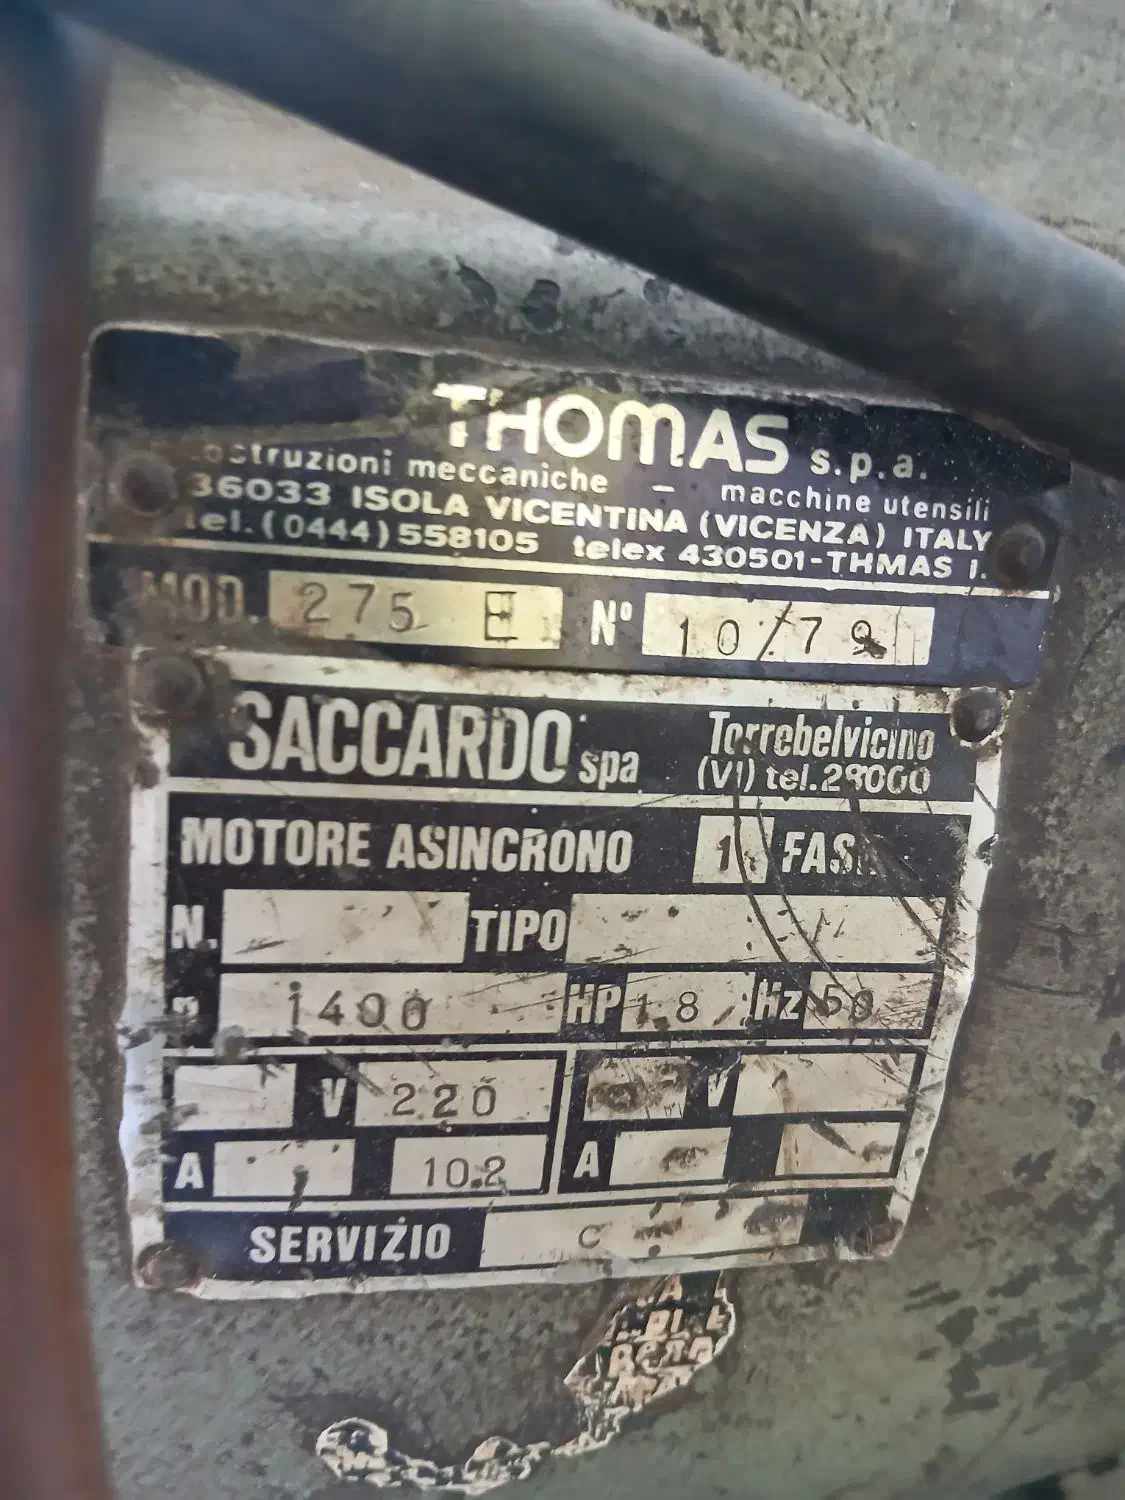 THOMAS s.p.a.
costruzioni meccaniche - macchine utensili
36033 ISOLA VICENTINA (VICENZA) ITALY
tel. (0444) 558105 telex 430501-THMAS I.
MOD. 275 E N° 10/79
SACCARDO spa Torrebelvicino
(VI) tel. 28000
MOTORE ASINCRONO 1 FASI
N. TIPO
1400 HP 1.8 Hz 50
V 220 V
A 10.2 A
SERVIZIO C